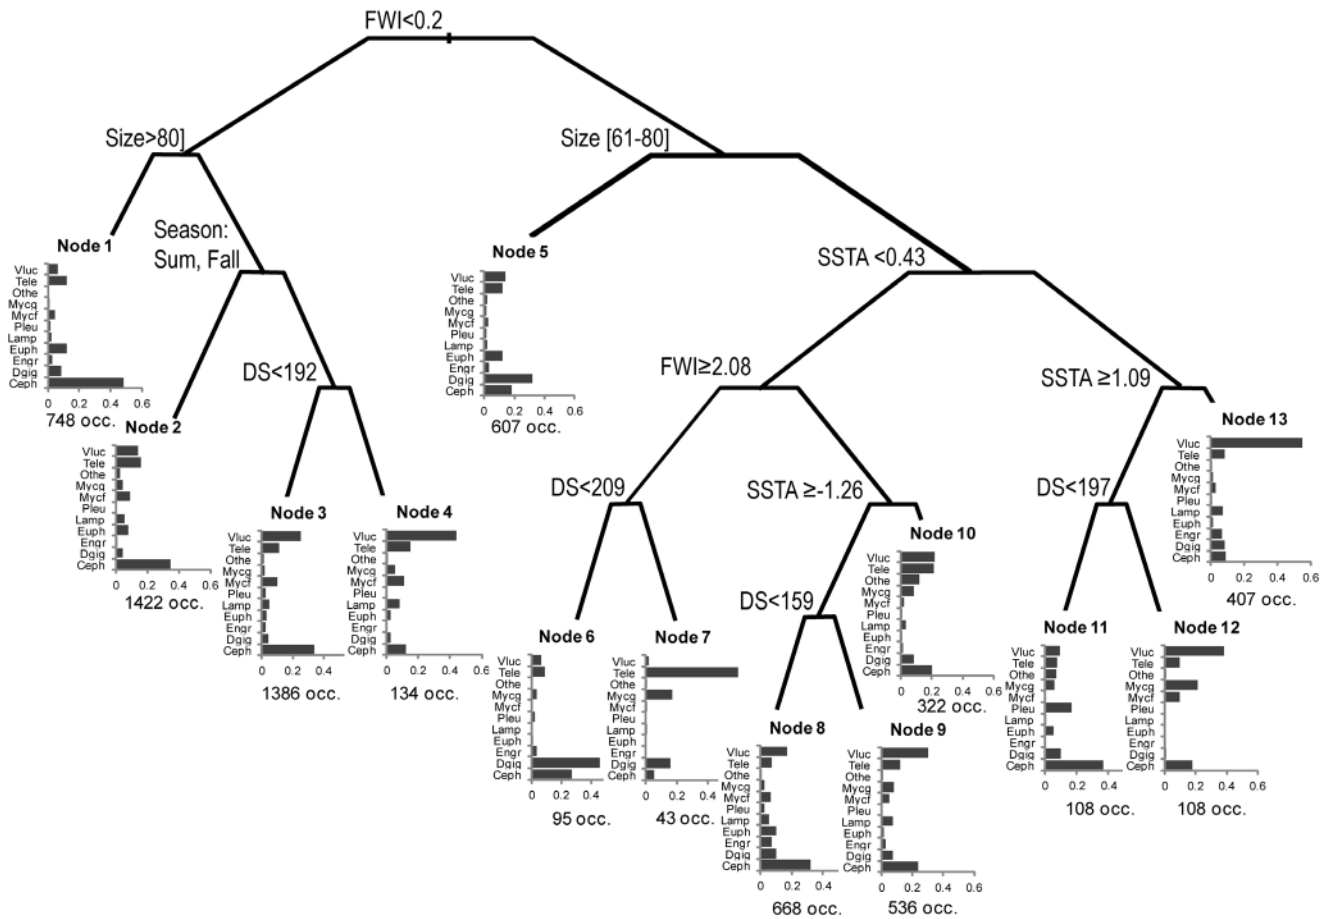 FWI<0.2
Size>80]
Size [61-80]
Season:
Sum, Fall
SSTA <0.43
DS<192
FWI≥2.08
SSTA ≥1.09
DS<209
SSTA ≥-1.26
DS<197
DS<159
Node 1
Vluc
Tele
Othe
Mycg
Mycf
Pleu
Lamp
Euph
Engr
Dgig
Ceph
0 0.2 0.4 0.6
748 occ.
Node 2
Vluc
Tele
Othe
Mycg
Mycf
Pleu
Lamp
Euph
Engr
Dgig
Ceph
0 0.2 0.4 0.6
1422 occ.
Node 3
Vluc
Tele
Othe
Mycg
Mycf
Pleu
Lamp
Euph
Engr
Dgig
Ceph
0 0.2 0.4
1386 occ.
Node 4
Vluc
Tele
Othe
Mycg
Mycf
Pleu
Lamp
Euph
Engr
Dgig
Ceph
0 0.2 0.4 0.6
134 occ.
Node 5
Vluc
Tele
Othe
Mycg
Mycf
Pleu
Lamp
Euph
Engr
Dgig
Ceph
0 0.2 0.4 0.6
607 occ.
Node 6
Vluc
Tele
Othe
Mycg
Mycf
Pleu
Lamp
Euph
Engr
Dgig
Ceph
0 0.2 0.4
95 occ.
Node 7
Vluc
Tele
Othe
Mycg
Mycf
Pleu
Lamp
Euph
Engr
Dgig
Ceph
0 0.2 0.4
43 occ.
Node 8
Vluc
Tele
Othe
Mycg
Mycf
Pleu
Lamp
Euph
Engr
Dgig
Ceph
0 0.2 0.4
668 occ.
Node 9
Vluc
Tele
Othe
Mycg
Mycf
Pleu
Lamp
Euph
Engr
Dgig
Ceph
0 0.2 0.4 0.6
536 occ.
Node 10
Vluc
Tele
Othe
Mycg
Mycf
Pleu
Lamp
Euph
Engr
Dgig
Ceph
0 0.2 0.4 0.6
322 occ.
Node 11
Vluc
Tele
Othe
Mycg
Mycf
Pleu
Lamp
Euph
Engr
Dgig
Ceph
0 0.2 0.4
108 occ.
Node 12
Vluc
Tele
Othe
Mycg
Mycf
Pleu
Lamp
Euph
Engr
Dgig
Ceph
0 0.2 0.4 0.6
108 occ.
Node 13
Vluc
Tele
Othe
Mycg
Mycf
Pleu
Lamp
Euph
Engr
Dgig
Ceph
0 0.2 0.4 0.6
407 occ.